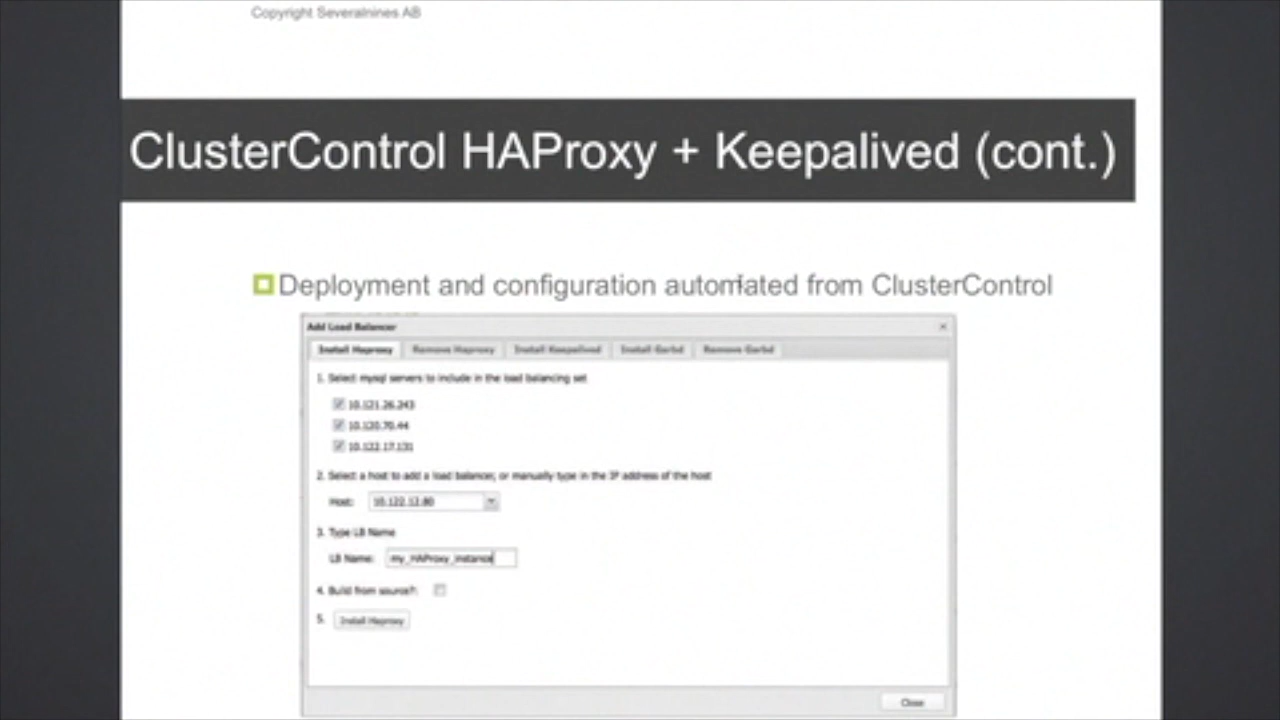 Copyright Severalnines AB
ClusterControl HAProxy + Keepalived (cont.)
Deployment and configuration automated from ClusterControl
Add Load Balancer
Install Haproxy Remove Haproxy Install Keepalived Install Garbd Remove Garbd
1. Select mysql servers to include in the load balancing set
10.121.26.243
10.120.70.44
10.122.17.131
2. Select a host to add a load balancer, or manually type in the IP address of the host
Host: 10.122.12.80
3. Type LB Name
LB Name: my_HAProxy_instance
4. Build from source?:
5. Install Haproxy
Close